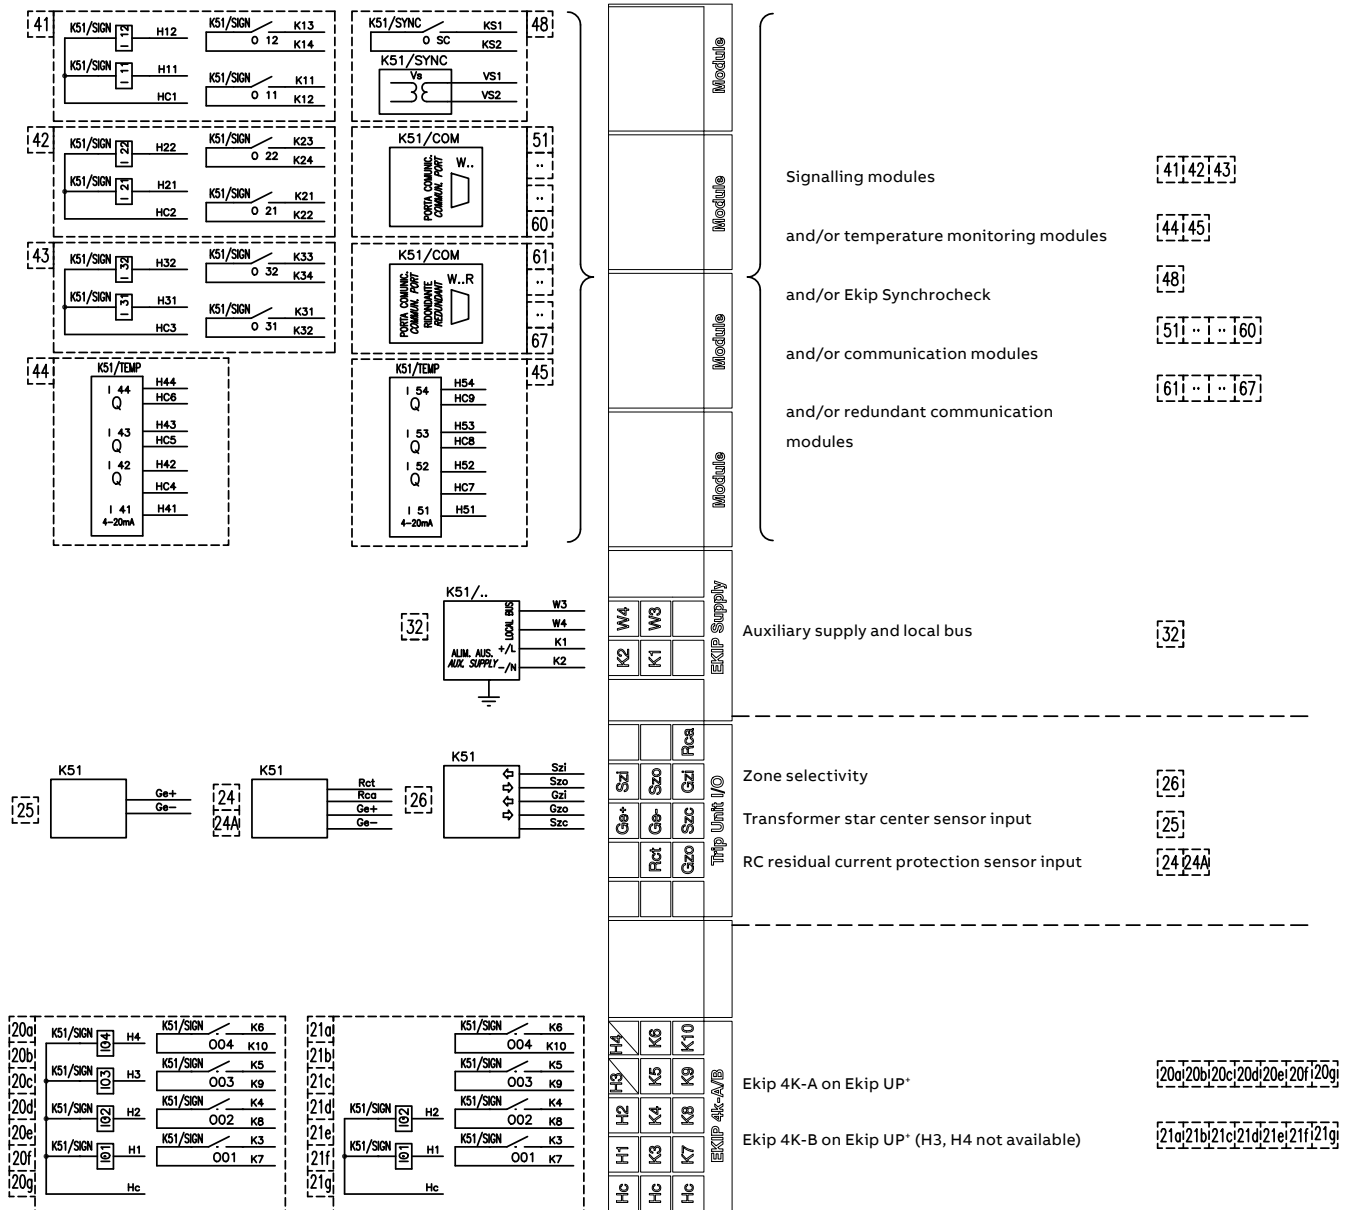 41
K51/SIGN
I 12
H12
K51/SIGN
I 11
H11
HC1
K51/SIGN
K13
O 12
K14
K51/SIGN
K11
O 11
K12
K51/SYNC
KS1
O SC
KS2
K51/SYNC
Vs
VS1
VS2
48
42
K51/SIGN
I 22
H22
K51/SIGN
I 21
H21
HC2
K51/SIGN
K23
O 22
K24
K51/SIGN
K21
O 21
K22
K51/COM
PORTA COMUNIC.
COMMUN. PORT
W..
51
..
..
60
43
K51/SIGN
I 32
H32
K51/SIGN
I 31
H31
HC3
K51/SIGN
K33
O 32
K34
K51/SIGN
K31
O 31
K32
K51/COM
PORTA COMUNIC.
COMMUN. PORT
RIDONDANTE
REDUNDANT
W..R
61
..
..
67
44
K51/TEMP
I 44
Q
H44
HC6
I 43
Q
H43
HC5
I 42
Q
H42
HC4
I 41
4-20mA
H41
K51/TEMP
I 54
Q
H54
HC9
I 53
Q
H53
HC8
I 52
Q
H52
HC7
I 51
4-20mA
H51
45
Module
Module
Module
Module
Signalling modules
41 42 43
and/or temperature monitoring modules
44 45
and/or Ekip Synchrocheck
48
and/or communication modules
51 .. .. 60
and/or redundant communication
modules
61 .. .. 67
32
K51/..
LOCAL BUS
W3
W4
ALIM. AUS.
AUX. SUPPLY
+/L
K1
-/N
K2
W4 W3
K2 K1
EKIP Supply
Auxiliary supply and local bus
32
25
K51
Ge+
Ge-
24
24A
K51
Rct
Rca
Ge+
Ge-
26
K51
Szi
Szo
Gzi
Gzo
Szc
Rca
Szi Szo Gzi
Ge+ Ge- Szc
Rct Gzo
Trip Unit I/O
Zone selectivity
26
Transformer star center sensor input
25
RC residual current protection sensor input
24 24A
20a
20b
20c
20d
20e
20f
20g
K51/SIGN
I04
H4
I03
H3
I02
H2
K51/SIGN
I01
H1
Hc
K51/SIGN
K6
O04
K10
K51/SIGN
K5
O03
K9
K51/SIGN
K4
O02
K8
K51/SIGN
K3
O01
K7
21a
21b
21c
21d
21e
21f
21g
K51/SIGN
I02
H2
K51/SIGN
I01
H1
Hc
K51/SIGN
K6
O04
K10
K51/SIGN
K5
O03
K9
K51/SIGN
K4
O02
K8
K51/SIGN
K3
O01
K7
H4 K6 K10
H3 K5 K9
H2 K4 K8
H1 K3 K7
Hc Hc Hc
EKIP 4k-A/B
Ekip 4K-A on Ekip UP+
20a 20b 20c 20d 20e 20f 20g
Ekip 4K-B on Ekip UP+ (H3, H4 not available)
21a 21b 21c 21d 21e 21f 21g